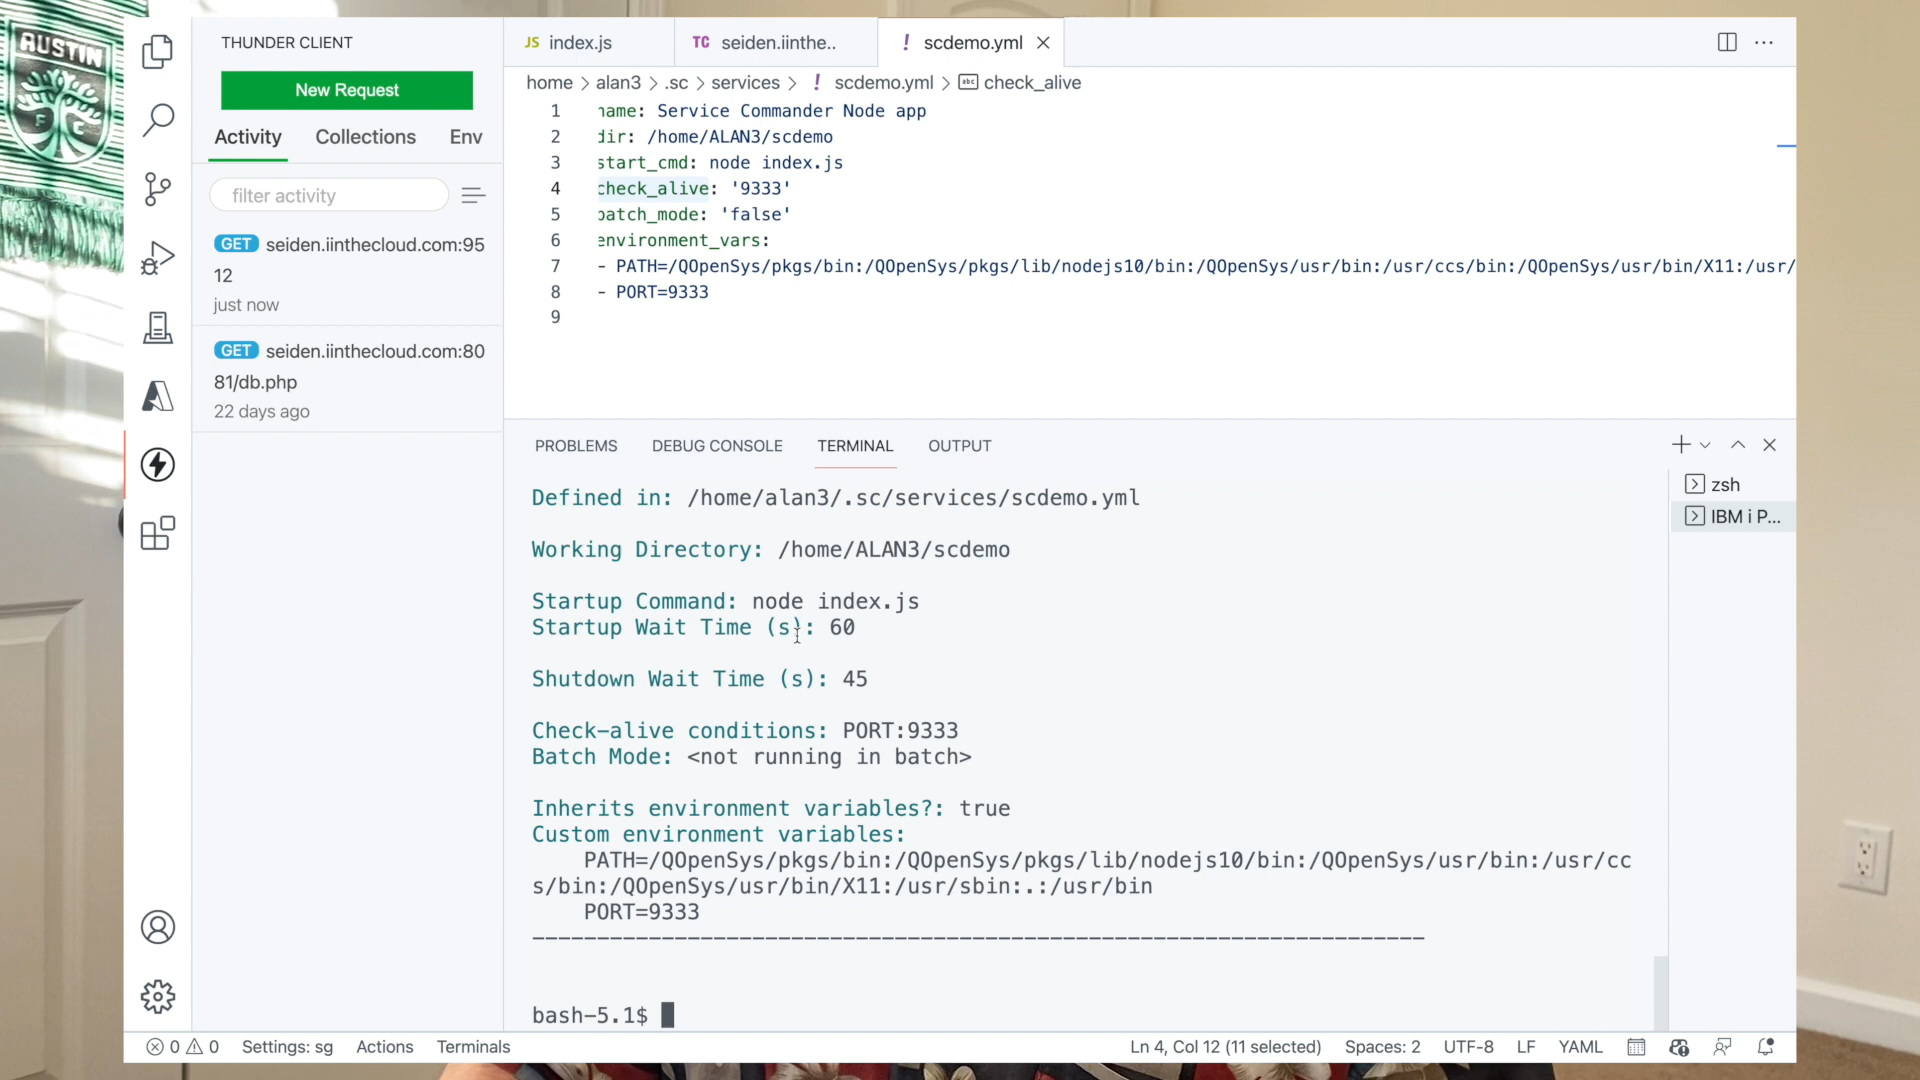 AUSTIN
F C
THUNDER CLIENT
New Request
Activity Collections Env
filter activity
GET seiden.iinthecloud.com:95
12
just now
GET seiden.iinthecloud.com:80
81/db.php
22 days ago
JS index.js
TC seiden.iinthe..
! scdemo.yml
home > alan3 > .sc > services > ! scdemo.yml > abc check_alive
1 name: Service Commander Node app
2 dir: /home/ALAN3/scdemo
3 start_cmd: node index.js
4 check_alive: '9333'
5 batch_mode: 'false'
6 environment_vars:
7 - PATH=/QOpenSys/pkgs/bin:/QOpenSys/pkgs/lib/nodejs10/bin:/QOpenSys/usr/bin:/usr/ccs/bin:/QOpenSys/usr/bin/X11:/usr/
8 - PORT=9333
9
PROBLEMS DEBUG CONSOLE TERMINAL OUTPUT
Defined in: /home/alan3/.sc/services/scdemo.yml
Working Directory: /home/ALAN3/scdemo
Startup Command: node index.js
Startup Wait Time (s): 60
Shutdown Wait Time (s): 45
Check-alive conditions: PORT:9333
Batch Mode: <not running in batch>
Inherits environment variables?: true
Custom environment variables:
PATH=/QOpenSys/pkgs/bin:/QOpenSys/pkgs/lib/nodejs10/bin:/QOpenSys/usr/bin:/usr/cc
s/bin:/QOpenSys/usr/bin/X11:/usr/sbin:.:/usr/bin
PORT=9333
------------------------------------------------------------
bash-5.1$
zsh
IBM i P...
0 0 Settings: sg Actions Terminals
Ln 4, Col 12 (11 selected) Spaces: 2 UTF-8 LF YAML